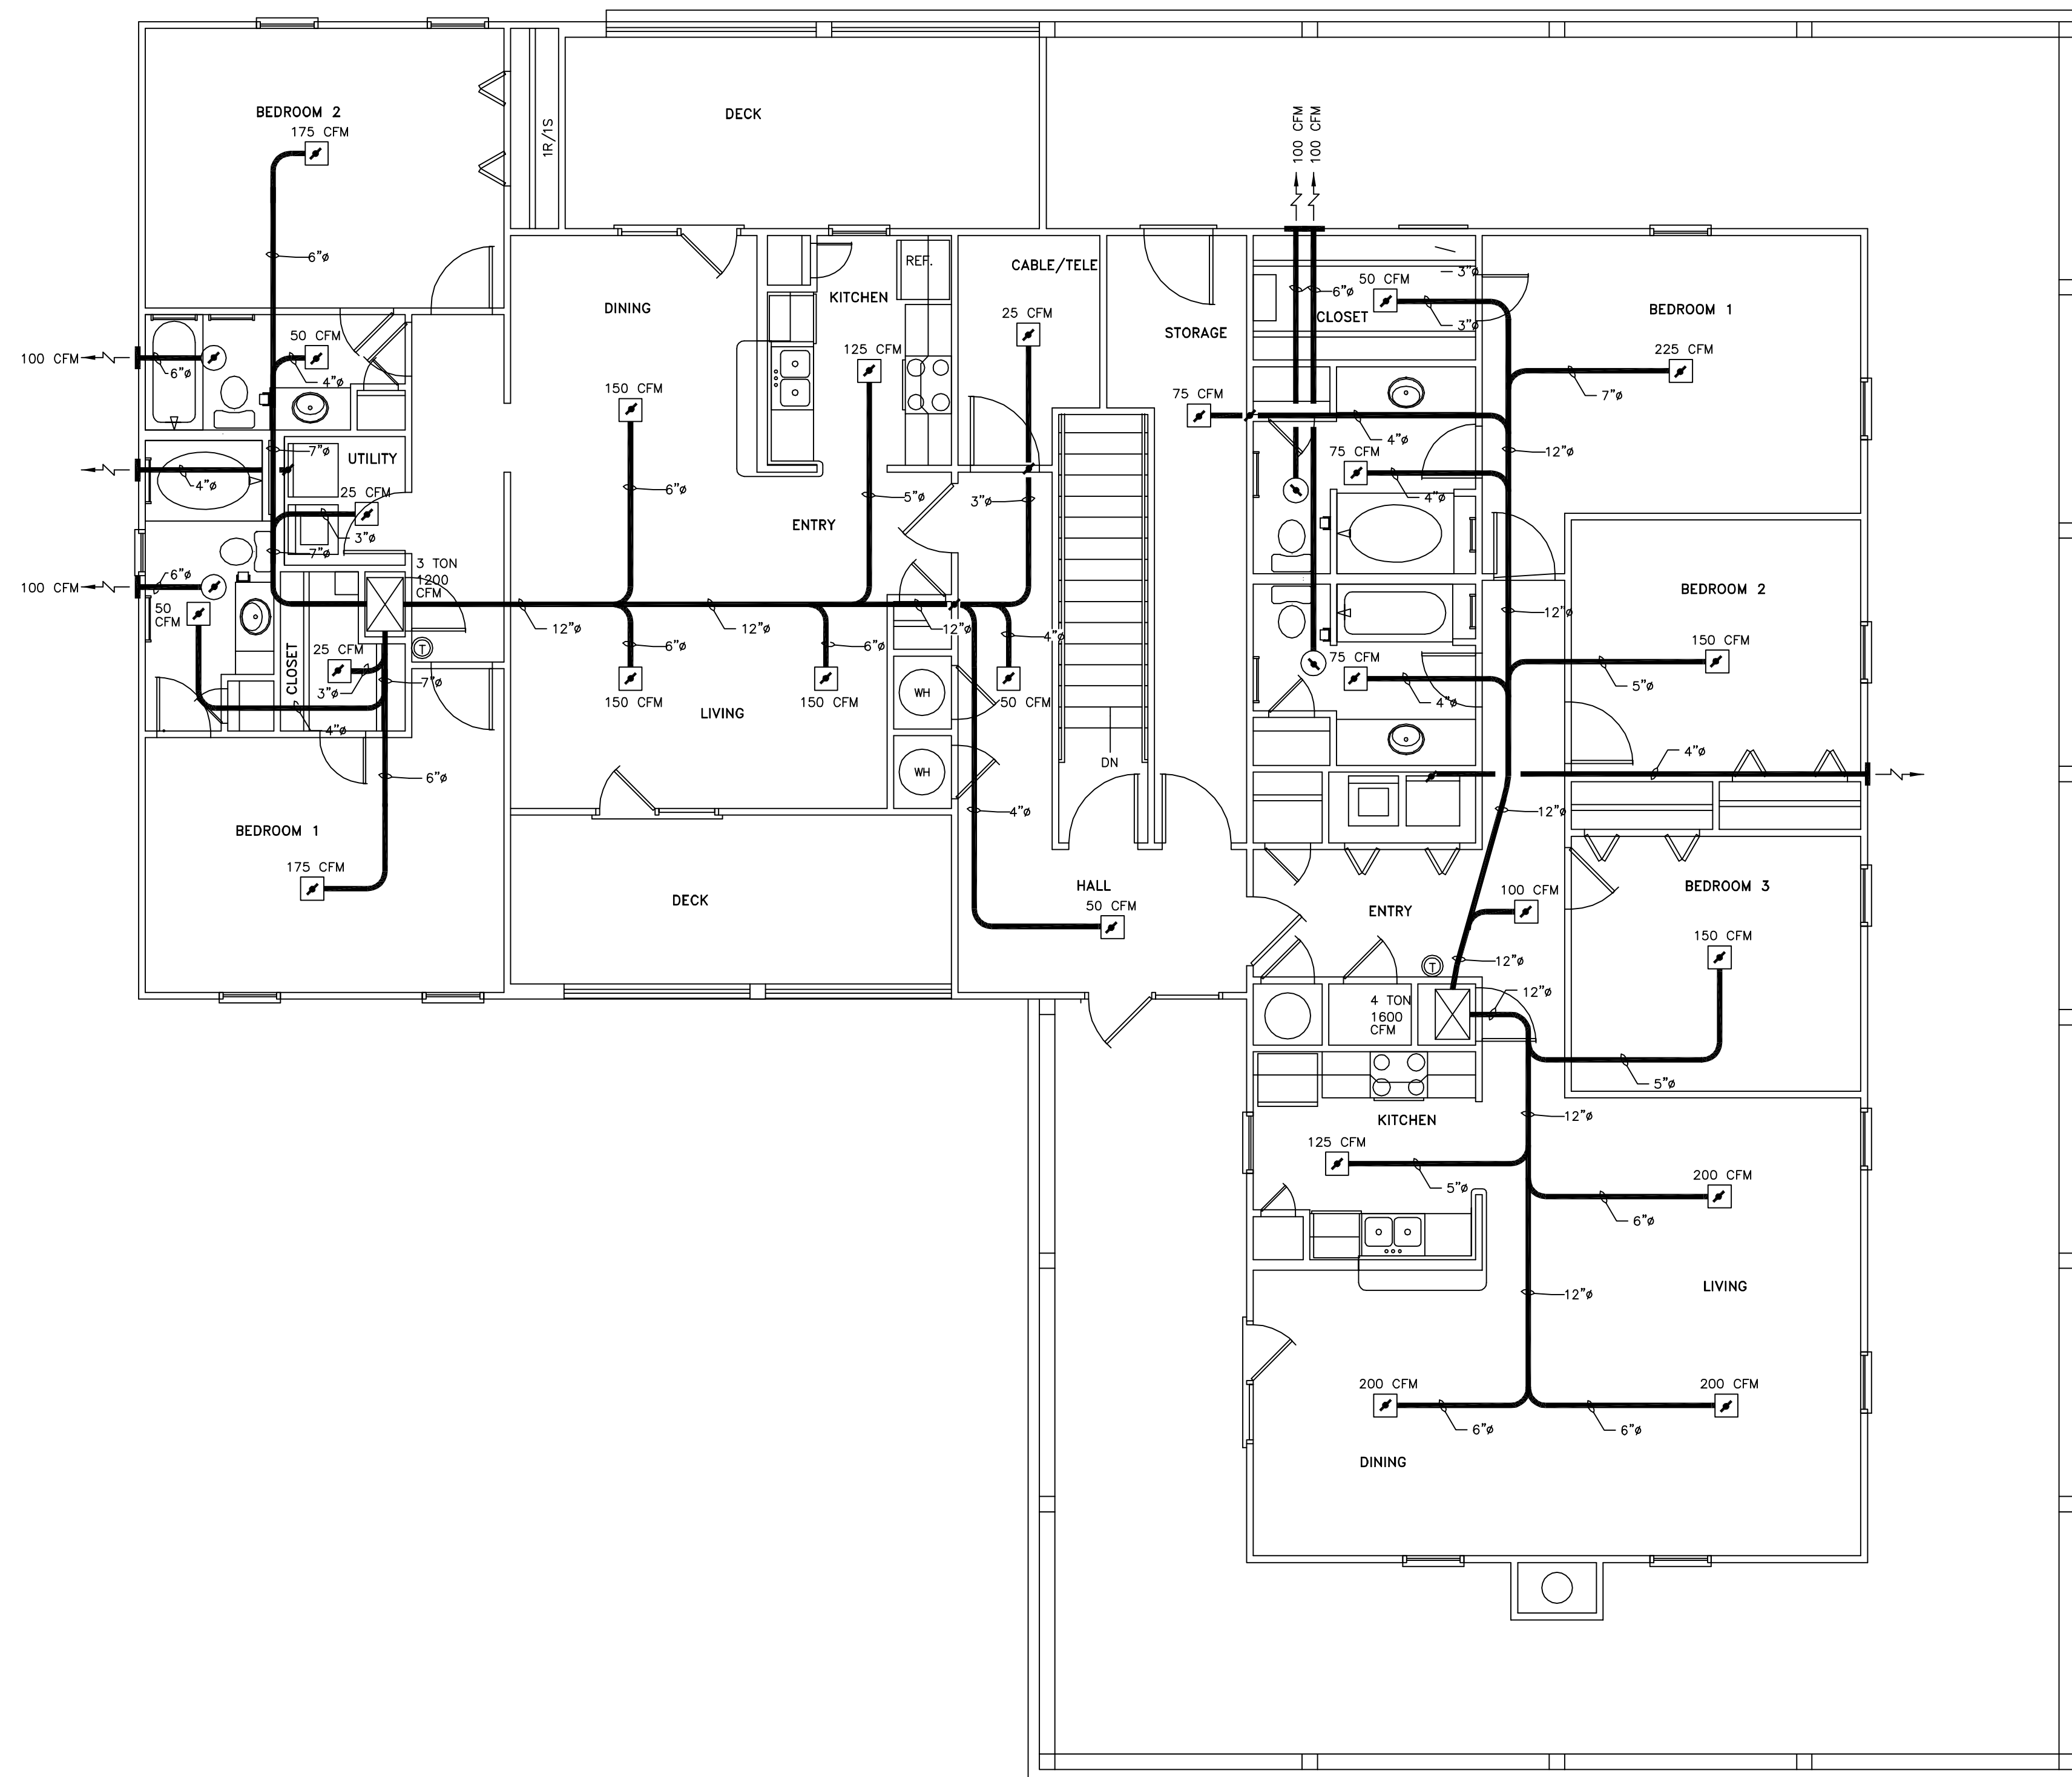 BEDROOM 2
175 CFM
6"ø
1R/1S
DECK
100 CFM
100 CFM
DINING
KITCHEN
REF.
CABLE/TELE
25 CFM
STORAGE
6"ø
CLOSET
50 CFM
3"ø
3"ø
BEDROOM 1
225 CFM
7"ø
100 CFM
6"ø
50 CFM
4"ø
150 CFM
6"ø
125 CFM
5"ø
3"ø
75 CFM
4"ø
12"ø
7"ø
UTILITY
4"ø
25 CFM
3"ø
7"ø
ENTRY
75 CFM
4"ø
100 CFM
6"ø
50
CFM
3 TON
1200
CFM
T
12"ø
12"ø
12"ø
4"ø
BEDROOM 2
150 CFM
5"ø
12"ø
CLOSET
25 CFM
3"ø
7"ø
4"ø
6"ø
6"ø
6"ø
150 CFM
150 CFM
LIVING
WH
WH
50 CFM
DN
75 CFM
4"ø
4"ø
12"ø
BEDROOM 1
175 CFM
DECK
4"ø
HALL
50 CFM
ENTRY
100 CFM
12"ø
T
BEDROOM 3
150 CFM
5"ø
4 TON
1600
CFM
12"ø
12"ø
KITCHEN
125 CFM
5"ø
200 CFM
6"ø
12"ø
LIVING
200 CFM
6"ø
200 CFM
6"ø
DINING